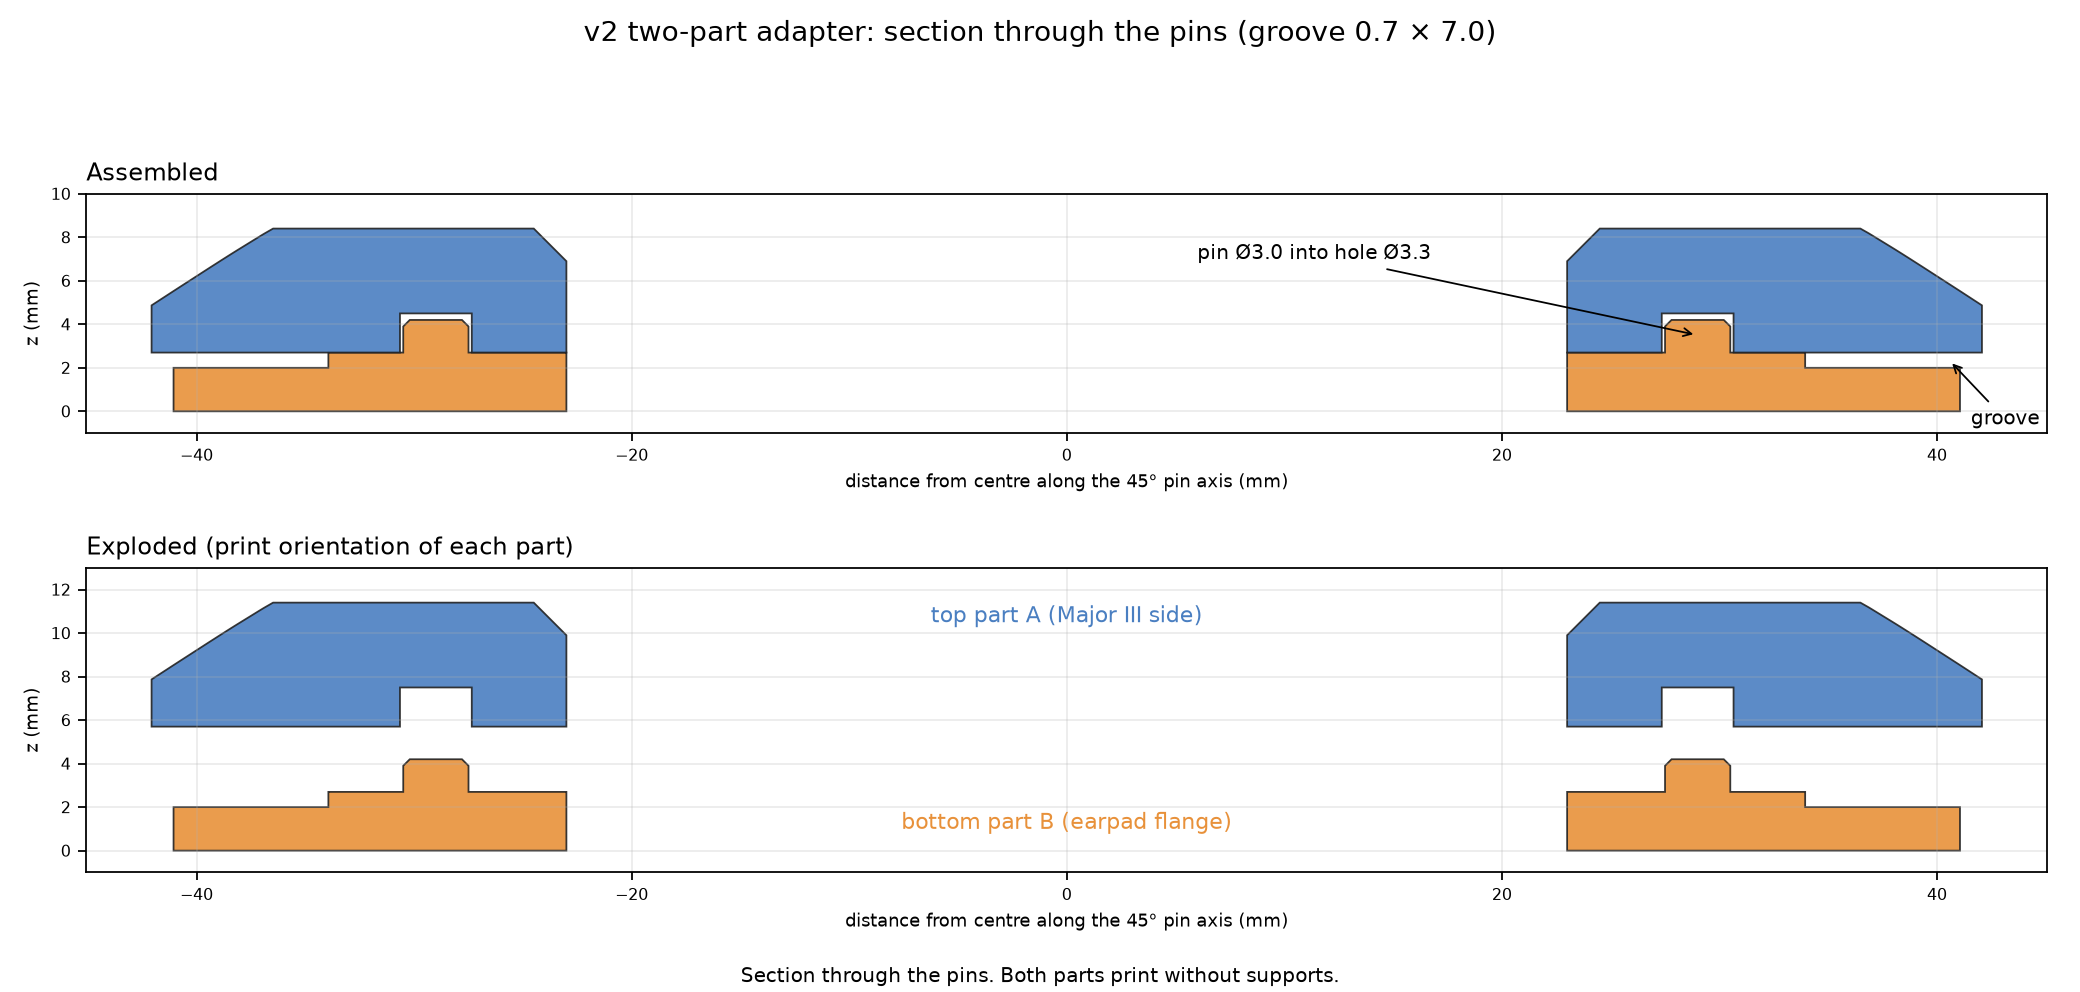 v2 two-part adapter: section through the pins (groove 0.7 × 7.0)
Assembled
10
8
6
4
2
0
z (mm)
pin Ø3.0 into hole Ø3.3
groove
−40
−20
0
20
40
distance from centre along the 45° pin axis (mm)
Exploded (print orientation of each part)
12
10
8
6
4
2
0
z (mm)
top part A (Major III side)
bottom part B (earpad flange)
−40
−20
0
20
40
distance from centre along the 45° pin axis (mm)
Section through the pins. Both parts print without supports.